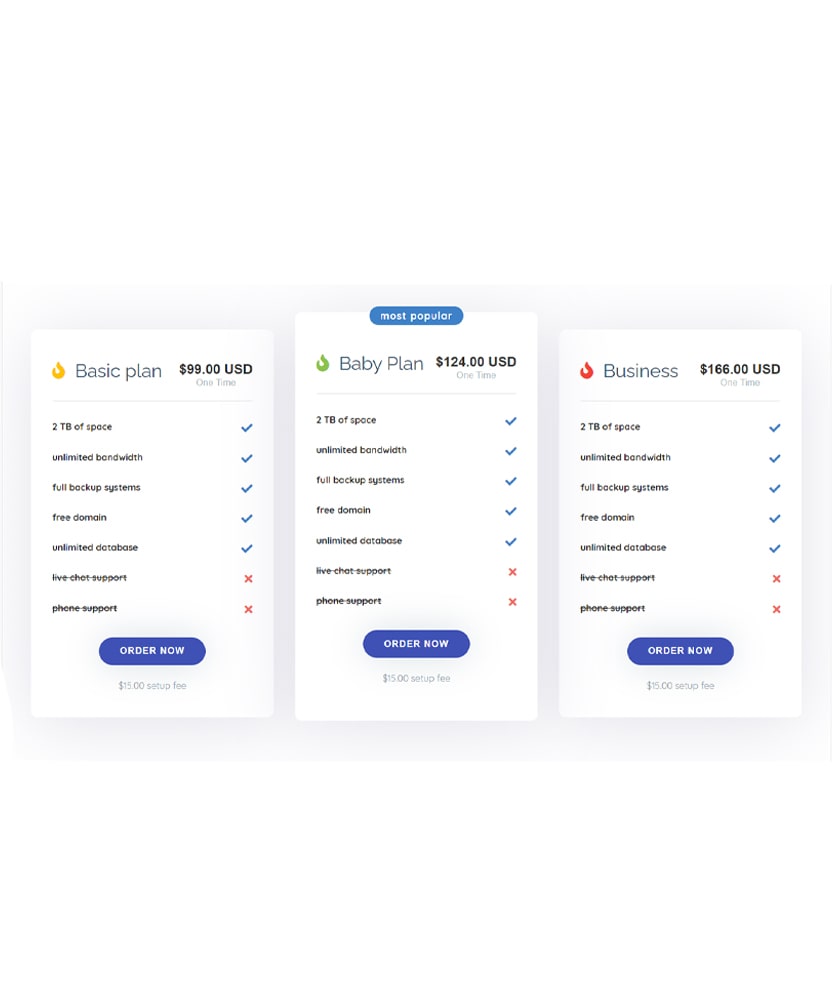 most popular
Basic plan
$99.00 USD
One Time
2 TB of space
unlimited bandwidth
full backup systems
free domain
unlimited database
live chat support
phone support
ORDER NOW
$15.00 setup fee
Baby Plan
$124.00 USD
One Time
2 TB of space
unlimited bandwidth
full backup systems
free domain
unlimited database
live chat support
phone support
ORDER NOW
$15.00 setup fee
Business
$166.00 USD
One Time
2 TB of space
unlimited bandwidth
full backup systems
free domain
unlimited database
live chat support
phone support
ORDER NOW
$15.00 setup fee